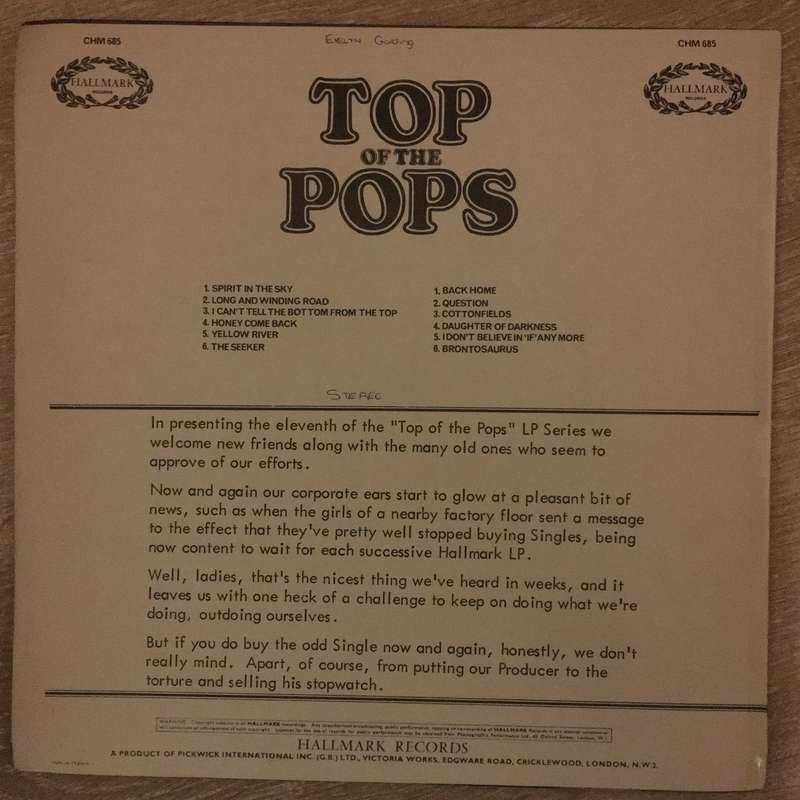 CHM 685
Evelyn
CHM 685
HALLMARK
RECORDS
HALLMARK
RECORDS
TOP
OF THE
POPS
1. SPIRIT IN THE SKY
2. LONG AND WINDING ROAD
3. I CAN'T TELL THE BOTTOM FROM THE TOP
4. HONEY COME BACK
5. YELLOW RIVER
6. THE SEEKER
1. BACK HOME
2. QUESTION
3. COTTONFIELDS
4. DAUGHTER OF DARKNESS
5. I DON'T BELIEVE IN 'IF' ANY MORE
6. BRONTOSAURUS
STEREO
In presenting the eleventh of the "Top of the Pops" LP Series we
welcome new friends along with the many old ones who seem to
approve of our efforts.
Now and again our corporate ears start to glow at a pleasant bit of
news, such as when the girls of a nearby factory floor sent a message
to the effect that they've pretty well stopped buying Singles, being
now content to wait for each successive Hallmark LP.
Well, ladies, that's the nicest thing we've heard in weeks, and it
leaves us with one heck of a challenge to keep on doing what we're
doing, outdoing ourselves.
But if you do buy the odd Single now and again, honestly, we don't
really mind. Apart, of course, from putting our Producer to the
torture and selling his stopwatch.
HALLMARK RECORDS
A PRODUCT OF PICKWICK INTERNATIONAL INC. (G.B.) LTD., VICTORIA WORKS, EDGWARE ROAD, CRICKLEWOOD, LONDON, N.W.2.